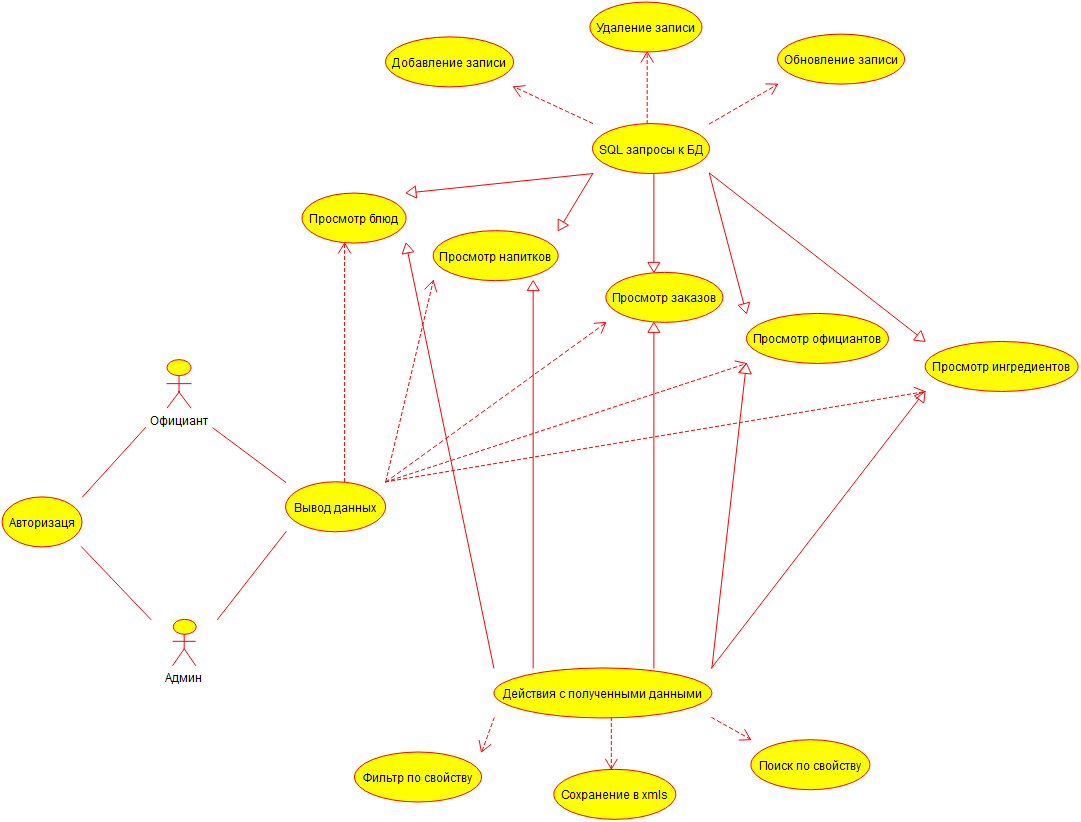 Удаление записи
Добавление записи
Обновление записи
SQL запросы к БД
Просмотр блюд
Просмотр напитков
Просмотр заказов
Просмотр официантов
Просмотр ингредиентов
Официант
Вывод данных
Авторизаця
Админ
Действия с полученными данными
Фильтр по свойству
Сохранение в xmls
Поиск по свойству